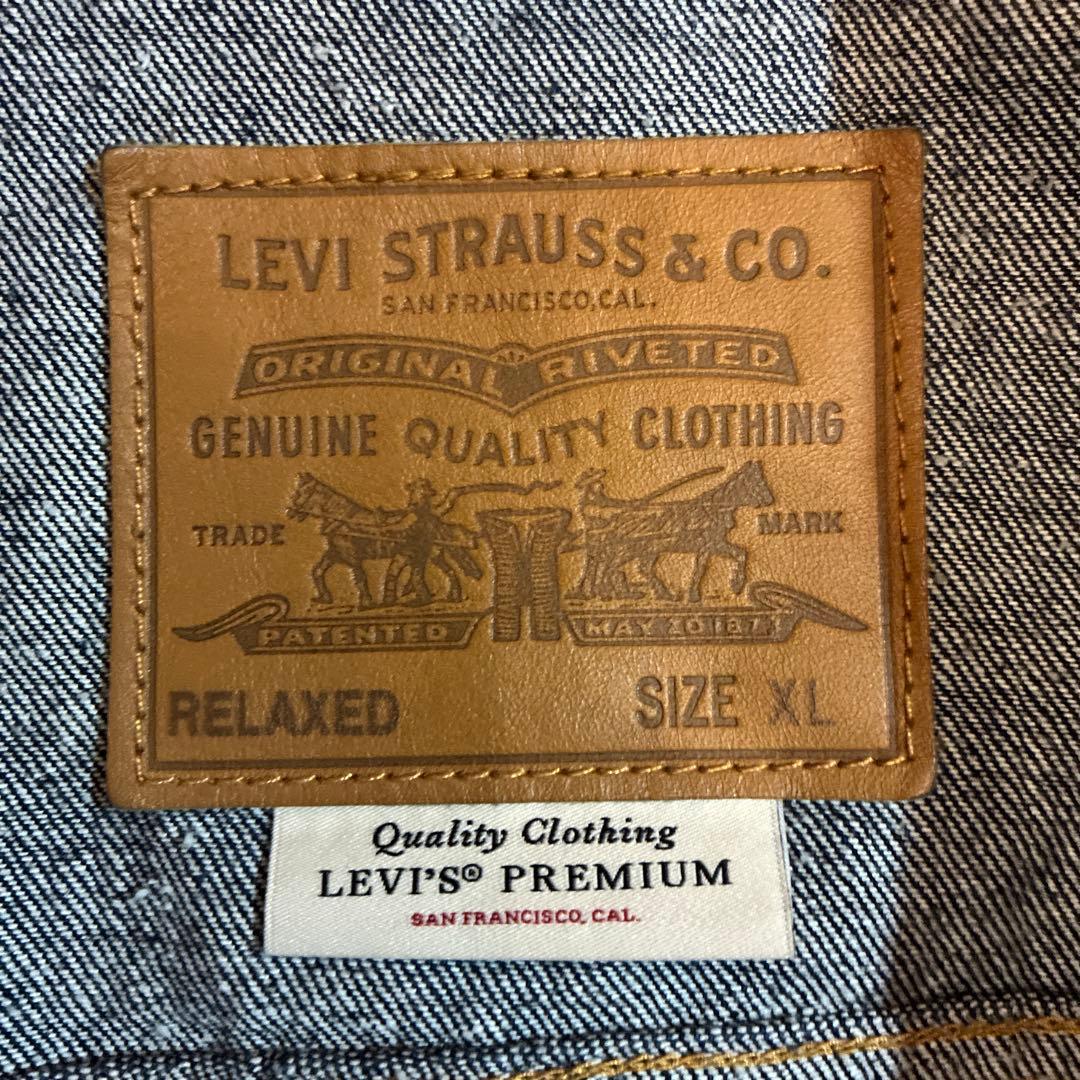 LEVI STRAUSS & CO.
SAN FRANCISCO, CAL.
ORIGINAL RIVETED
GENUINE QUALITY CLOTHING
TRADE MARK
PATENTED MAY 20 1873
RELAXED SIZE XL
Quality Clothing
LEVI'S® PREMIUM
SAN FRANCISCO, CAL.